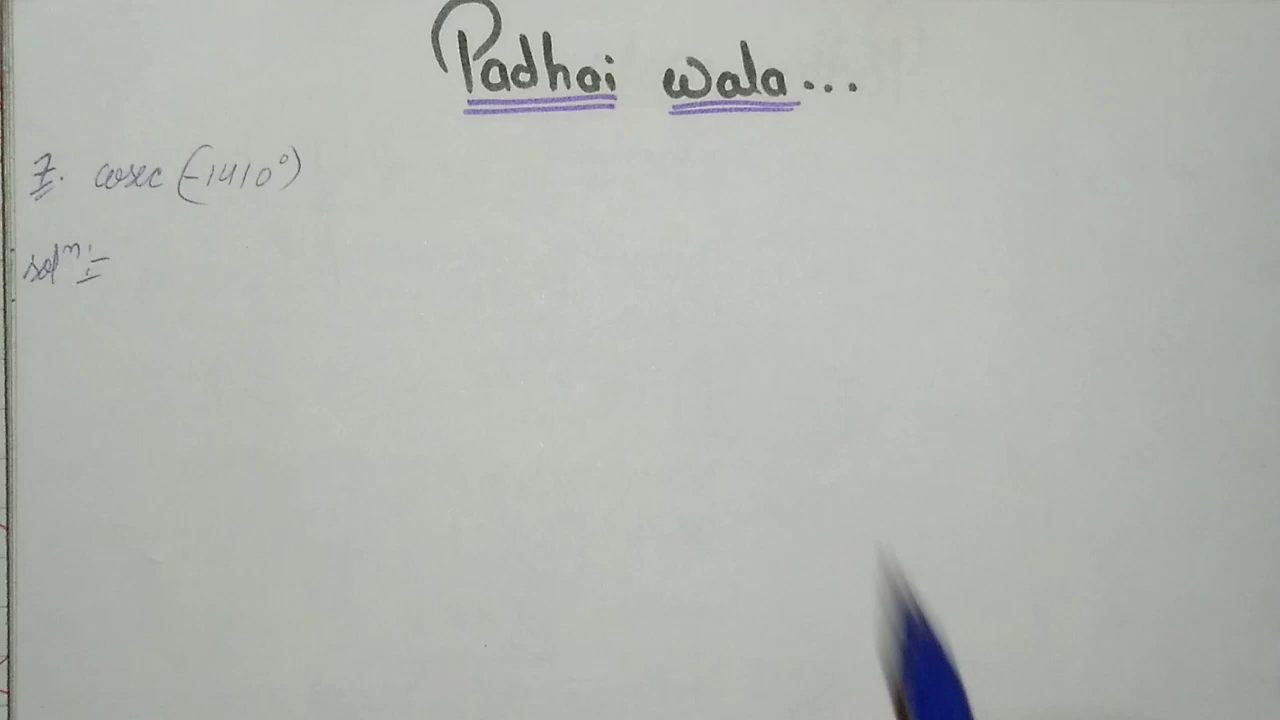 Padhai wala...
7. cosec (-1410°)
solⁿ:-